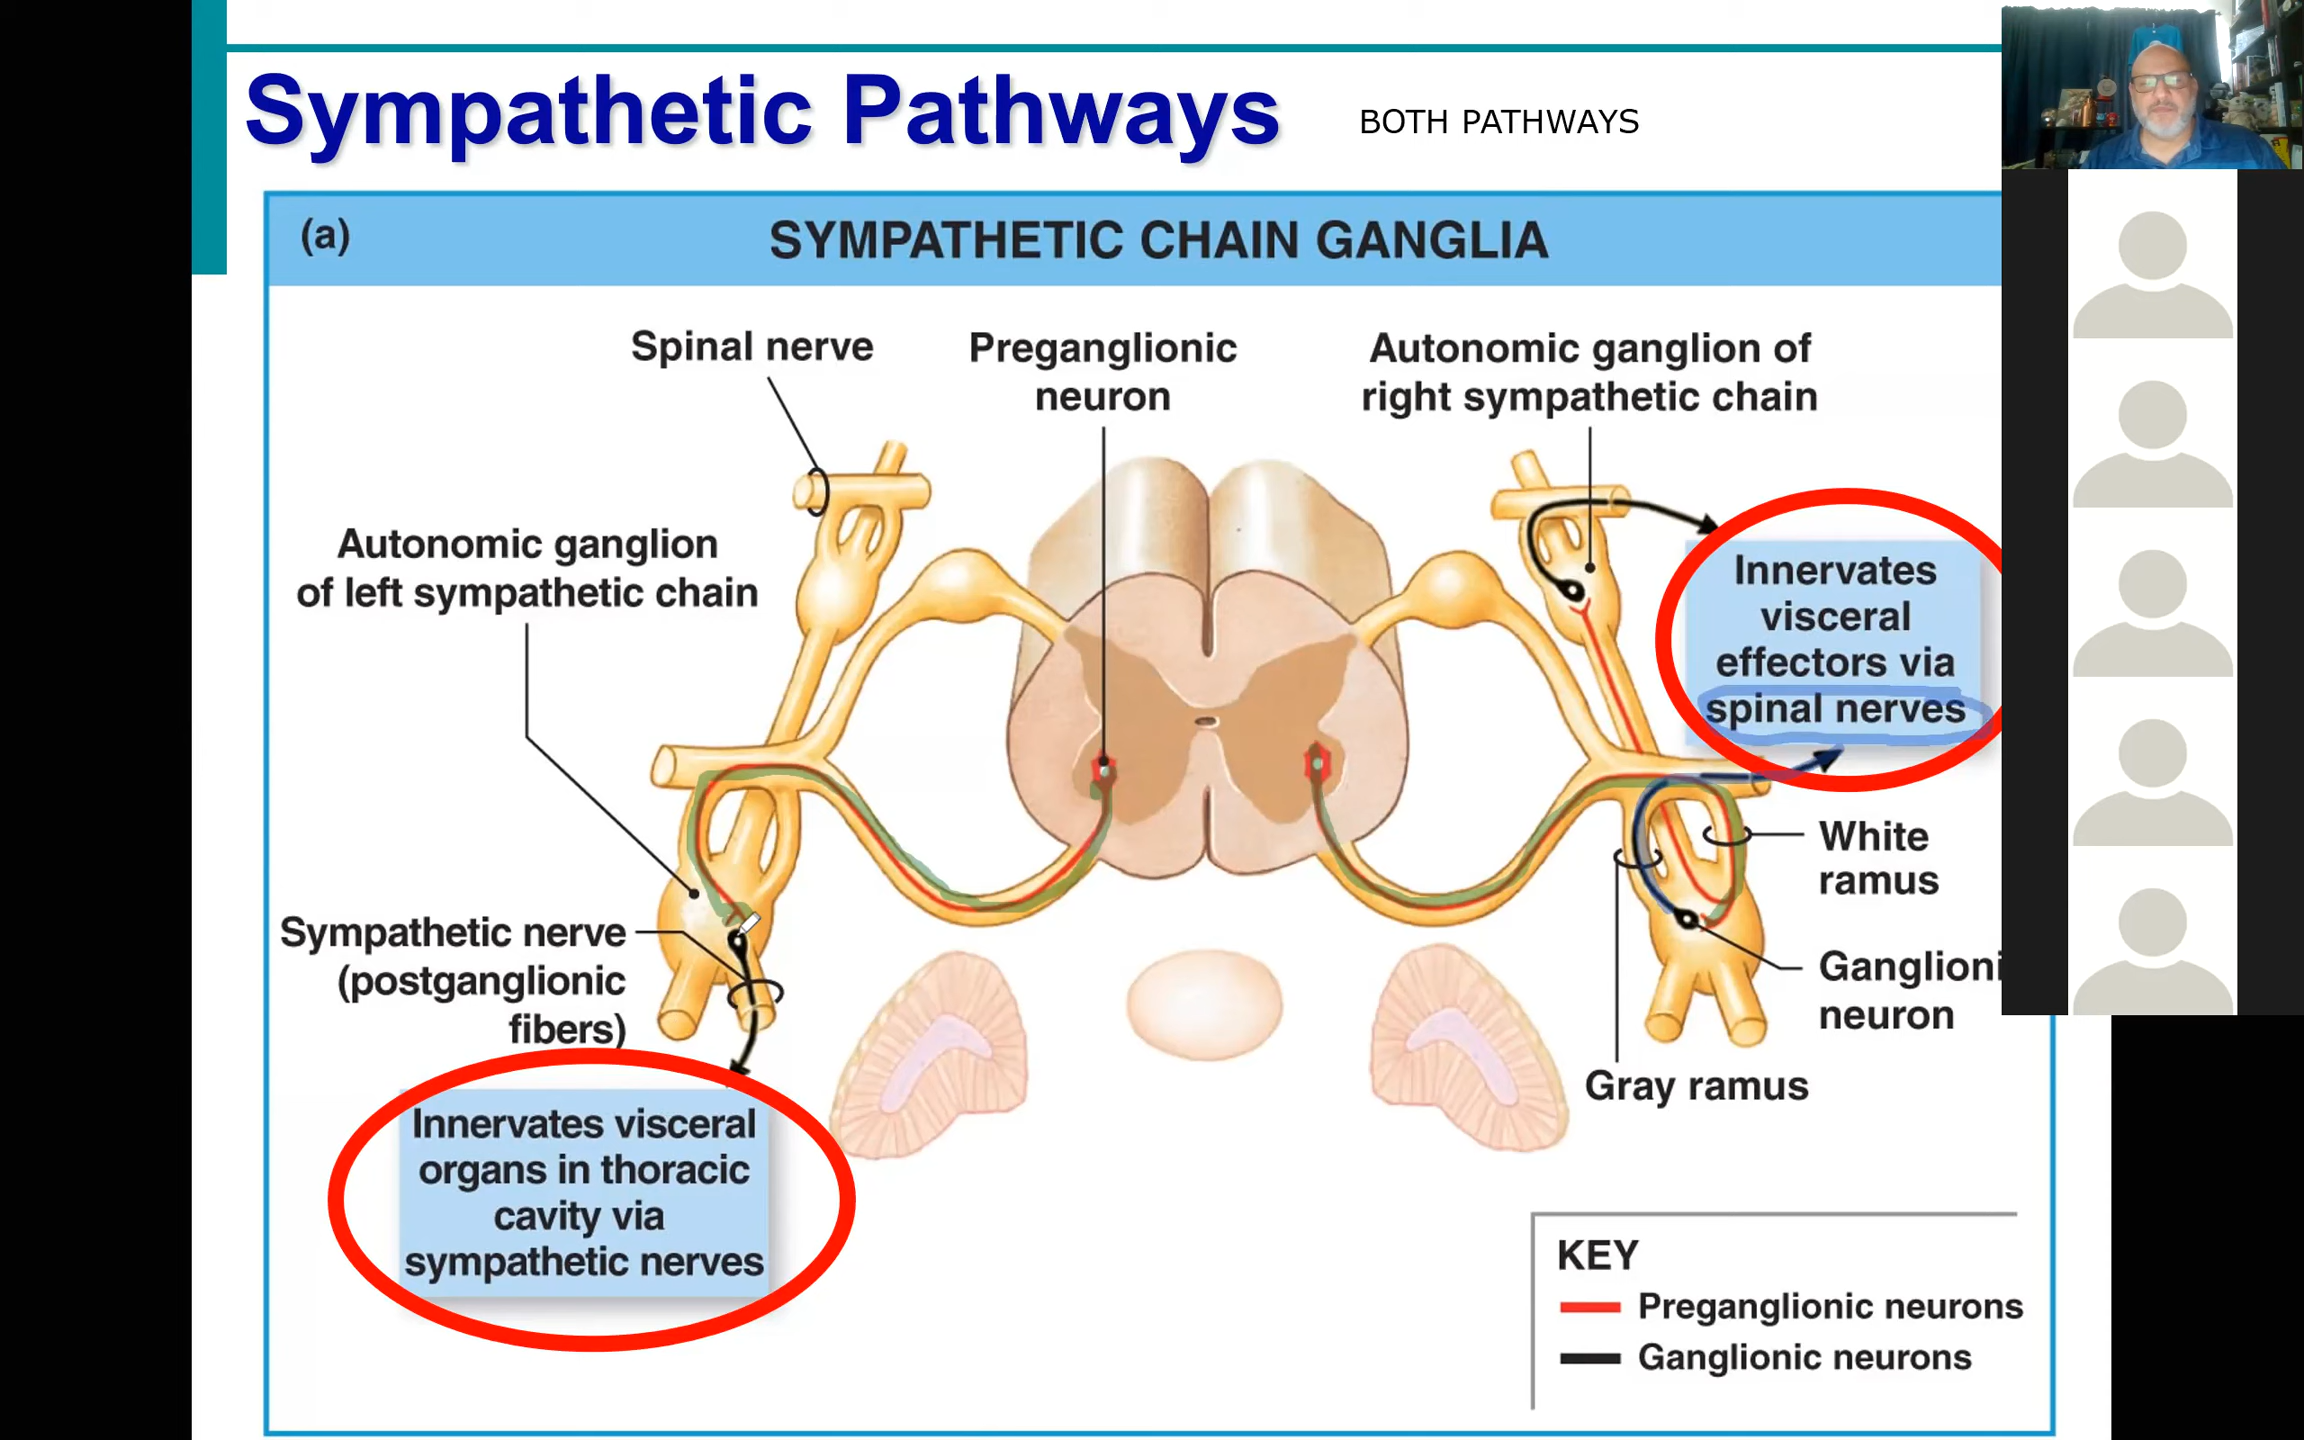 Sympathetic Pathways
BOTH PATHWAYS
(a)
SYMPATHETIC CHAIN GANGLIA
Spinal nerve
Preganglionic
neuron
Autonomic ganglion of
right sympathetic chain
Autonomic ganglion
of left sympathetic chain
Innervates
visceral
effectors via
spinal nerves
White
ramus
Sympathetic nerve
(postganglionic
fibers)
Ganglioni
neuron
Gray ramus
Innervates visceral
organs in thoracic
cavity via
sympathetic nerves
KEY
Preganglionic neurons
Ganglionic neurons